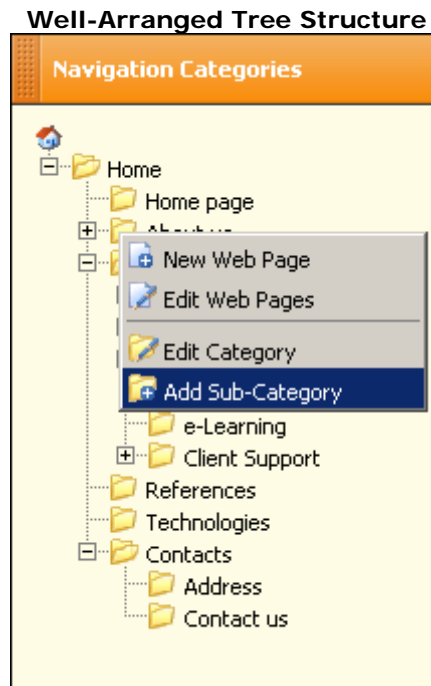 Well-Arranged Tree Structure
Navigation Categories
Home
Home page
New Web Page
Edit Web Pages
Edit Category
Add Sub-Category
e-Learning
Client Support
References
Technologies
Contacts
Address
Contact us